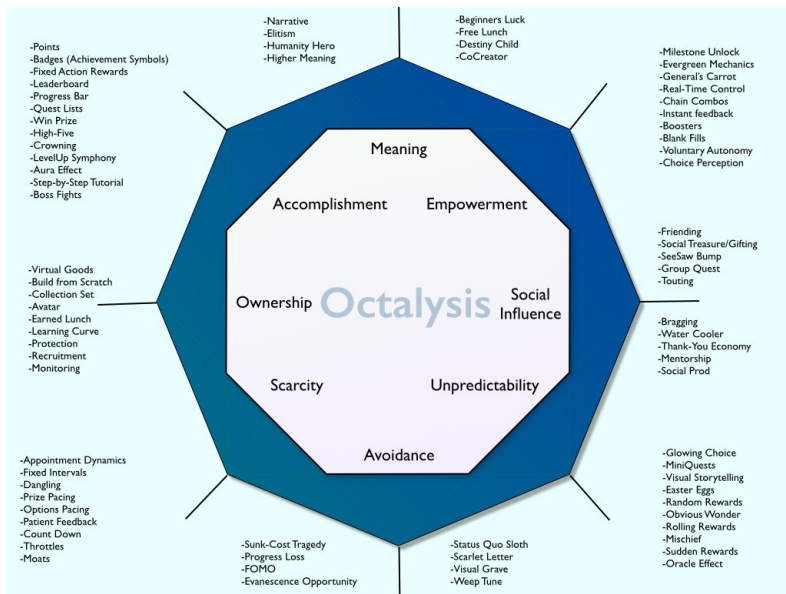 -Narrative
-Elitism
-Humanity Hero
-Higher Meaning
-Beginners Luck
-Free Lunch
-Destiny Child
-CoCreator
-Points
-Badges (Achievement Symbols)
-Fixed Action Rewards
-Leaderboard
-Progress Bar
-Quest Lists
-Win Prize
-High-Five
-Crowning
-LevelUp Symphony
-Aura Effect
-Step-by-Step Tutorial
-Boss Fights
-Milestone Unlock
-Evergreen Mechanics
-General's Carrot
-Real-Time Control
-Chain Combos
-Instant feedback
-Boosters
-Blank Fills
-Voluntary Autonomy
-Choice Perception
Meaning
Accomplishment
Empowerment
Ownership
Octalysis
Social
Influence
Scarcity
Unpredictability
Avoidance
-Virtual Goods
-Build from Scratch
-Collection Set
-Avatar
-Earned Lunch
-Learning Curve
-Protection
-Recruitment
-Monitoring
-Friending
-Social Treasure/Gifting
-SeeSaw Bump
-Group Quest
-Touting
-Bragging
-Water Cooler
-Thank-You Economy
-Mentorship
-Social Prod
-Appointment Dynamics
-Fixed Intervals
-Dangling
-Prize Pacing
-Options Pacing
-Patient Feedback
-Count Down
-Throttles
-Moats
-Glowing Choice
-MiniQuests
-Visual Storytelling
-Easter Eggs
-Random Rewards
-Obvious Wonder
-Rolling Rewards
-Mischief
-Sudden Rewards
-Oracle Effect
-Sunk-Cost Tragedy
-Progress Loss
-FOMO
-Evanescence Opportunity
-Status Quo Sloth
-Scarlet Letter
-Visual Grave
-Weep Tune